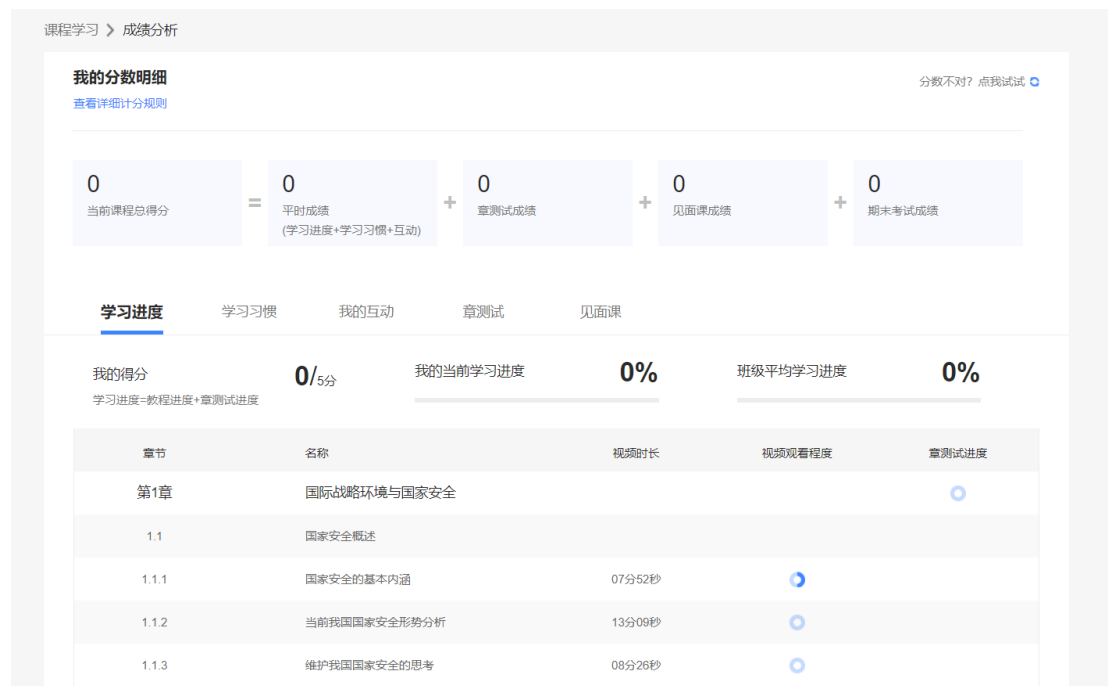 课程学习 > 成绩分析
我的分数明细
分数不对？点我试试
查看详细计分规则
0 = 0 + 0 + 0 + 0
当前课程总得分 平时成绩 章测试成绩 见面课成绩 期末考试成绩
(学习进度+学习习惯+互动)
学习进度 学习习惯 我的互动 章测试 见面课
我的得分 0/5分 我的当前学习进度 0% 班级平均学习进度 0%
学习进度=教程进度+章测试进度
章节 名称 视频时长 视频观看程度 章测试进度
第1章 国际战略环境与国家安全
1.1 国家安全概述
1.1.1 国家安全的基本内涵 07分52秒
1.1.2 当前我国国家安全形势分析 13分09秒
1.1.3 维护我国国家安全的思考 08分26秒